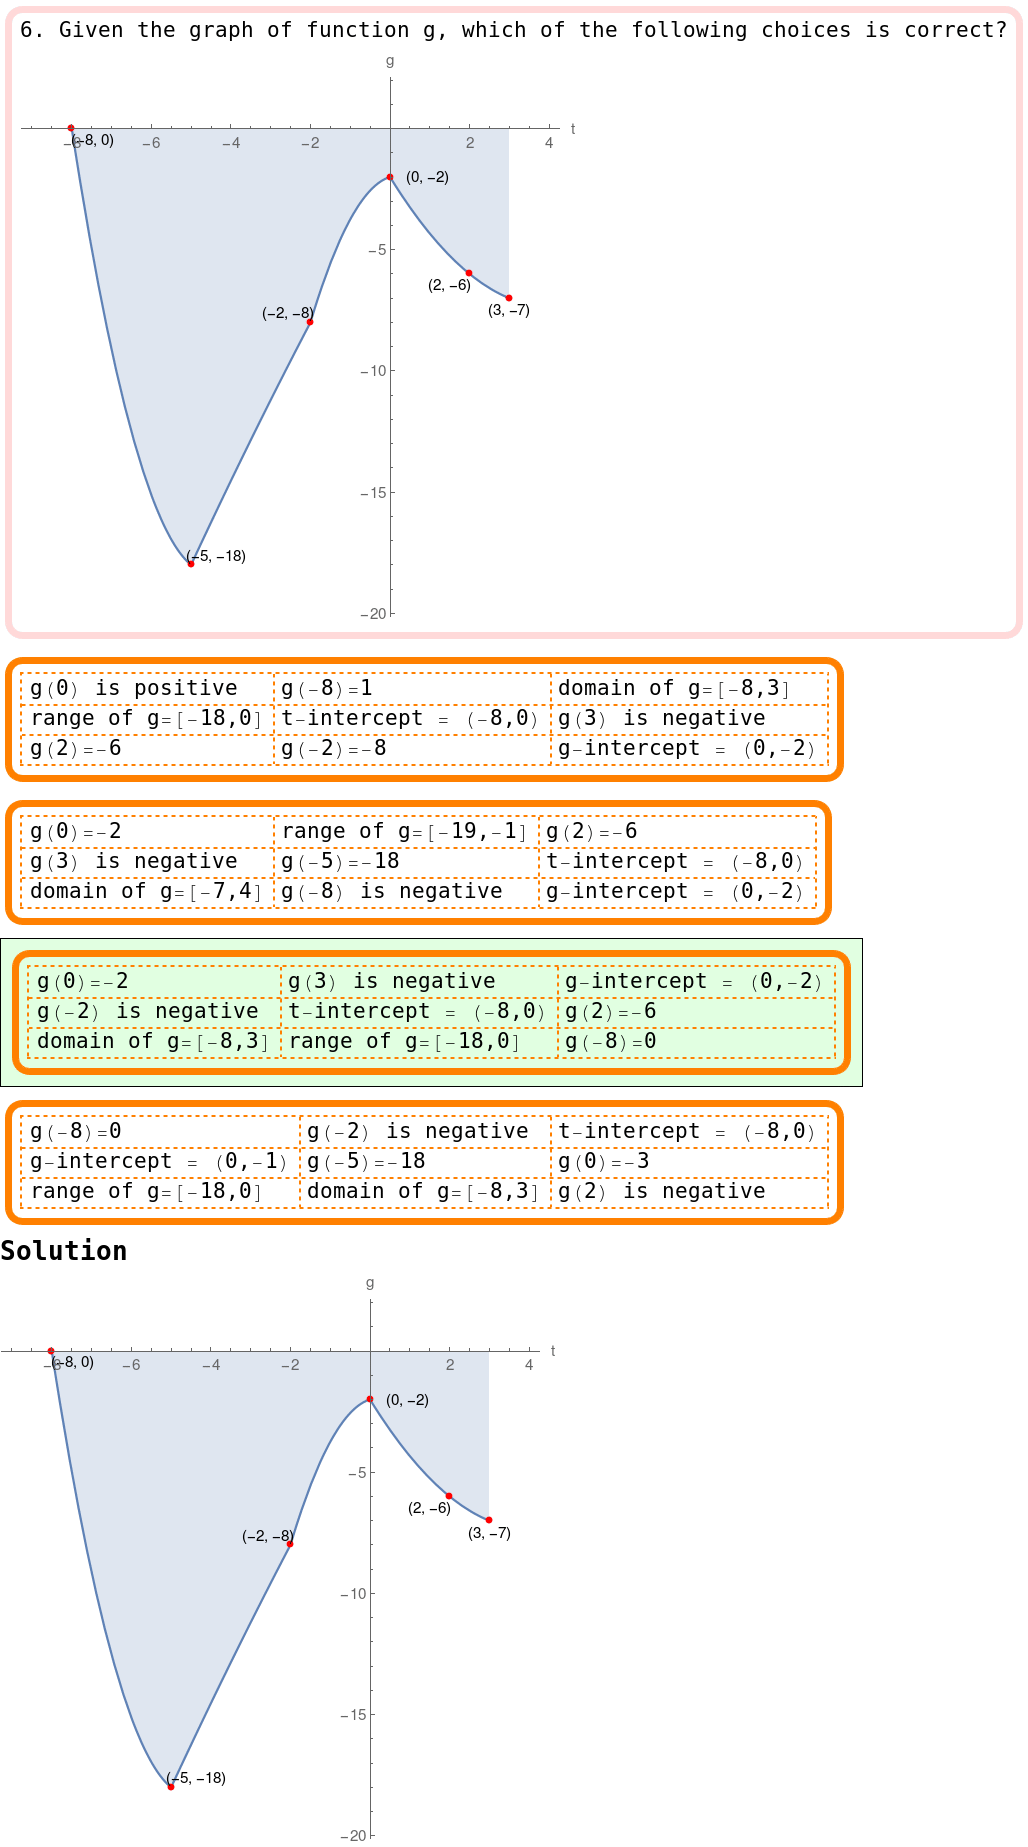 6. Given the graph of function g, which of the following choices is correct?
g
t
(−8, 0)
−8 −6 −4 −2 2 4
(0, −2)
−5
(2, −6)
(3, −7)
(−2, −8)
−10
−15
(−5, −18)
−20
g(0) is positive g(-8)=1 domain of g=[-8,3]
range of g=[-18,0] t-intercept = (-8,0) g(3) is negative
g(2)=-6 g(-2)=-8 g-intercept = (0,-2)
g(0)=-2 range of g=[-19,-1] g(2)=-6
g(3) is negative g(-5)=-18 t-intercept = (-8,0)
domain of g=[-7,4] g(-8) is negative g-intercept = (0,-2)
g(0)=-2 g(3) is negative g-intercept = (0,-2)
g(-2) is negative t-intercept = (-8,0) g(2)=-6
domain of g=[-8,3] range of g=[-18,0] g(-8)=0
g(-8)=0 g(-2) is negative t-intercept = (-8,0)
g-intercept = (0,-1) g(-5)=-18 g(0)=-3
range of g=[-18,0] domain of g=[-8,3] g(2) is negative
Solution
g
t
(−8, 0)
−8 −6 −4 −2 2 4
(0, −2)
−5
(2, −6)
(3, −7)
(−2, −8)
−10
−15
(−5, −18)
−20